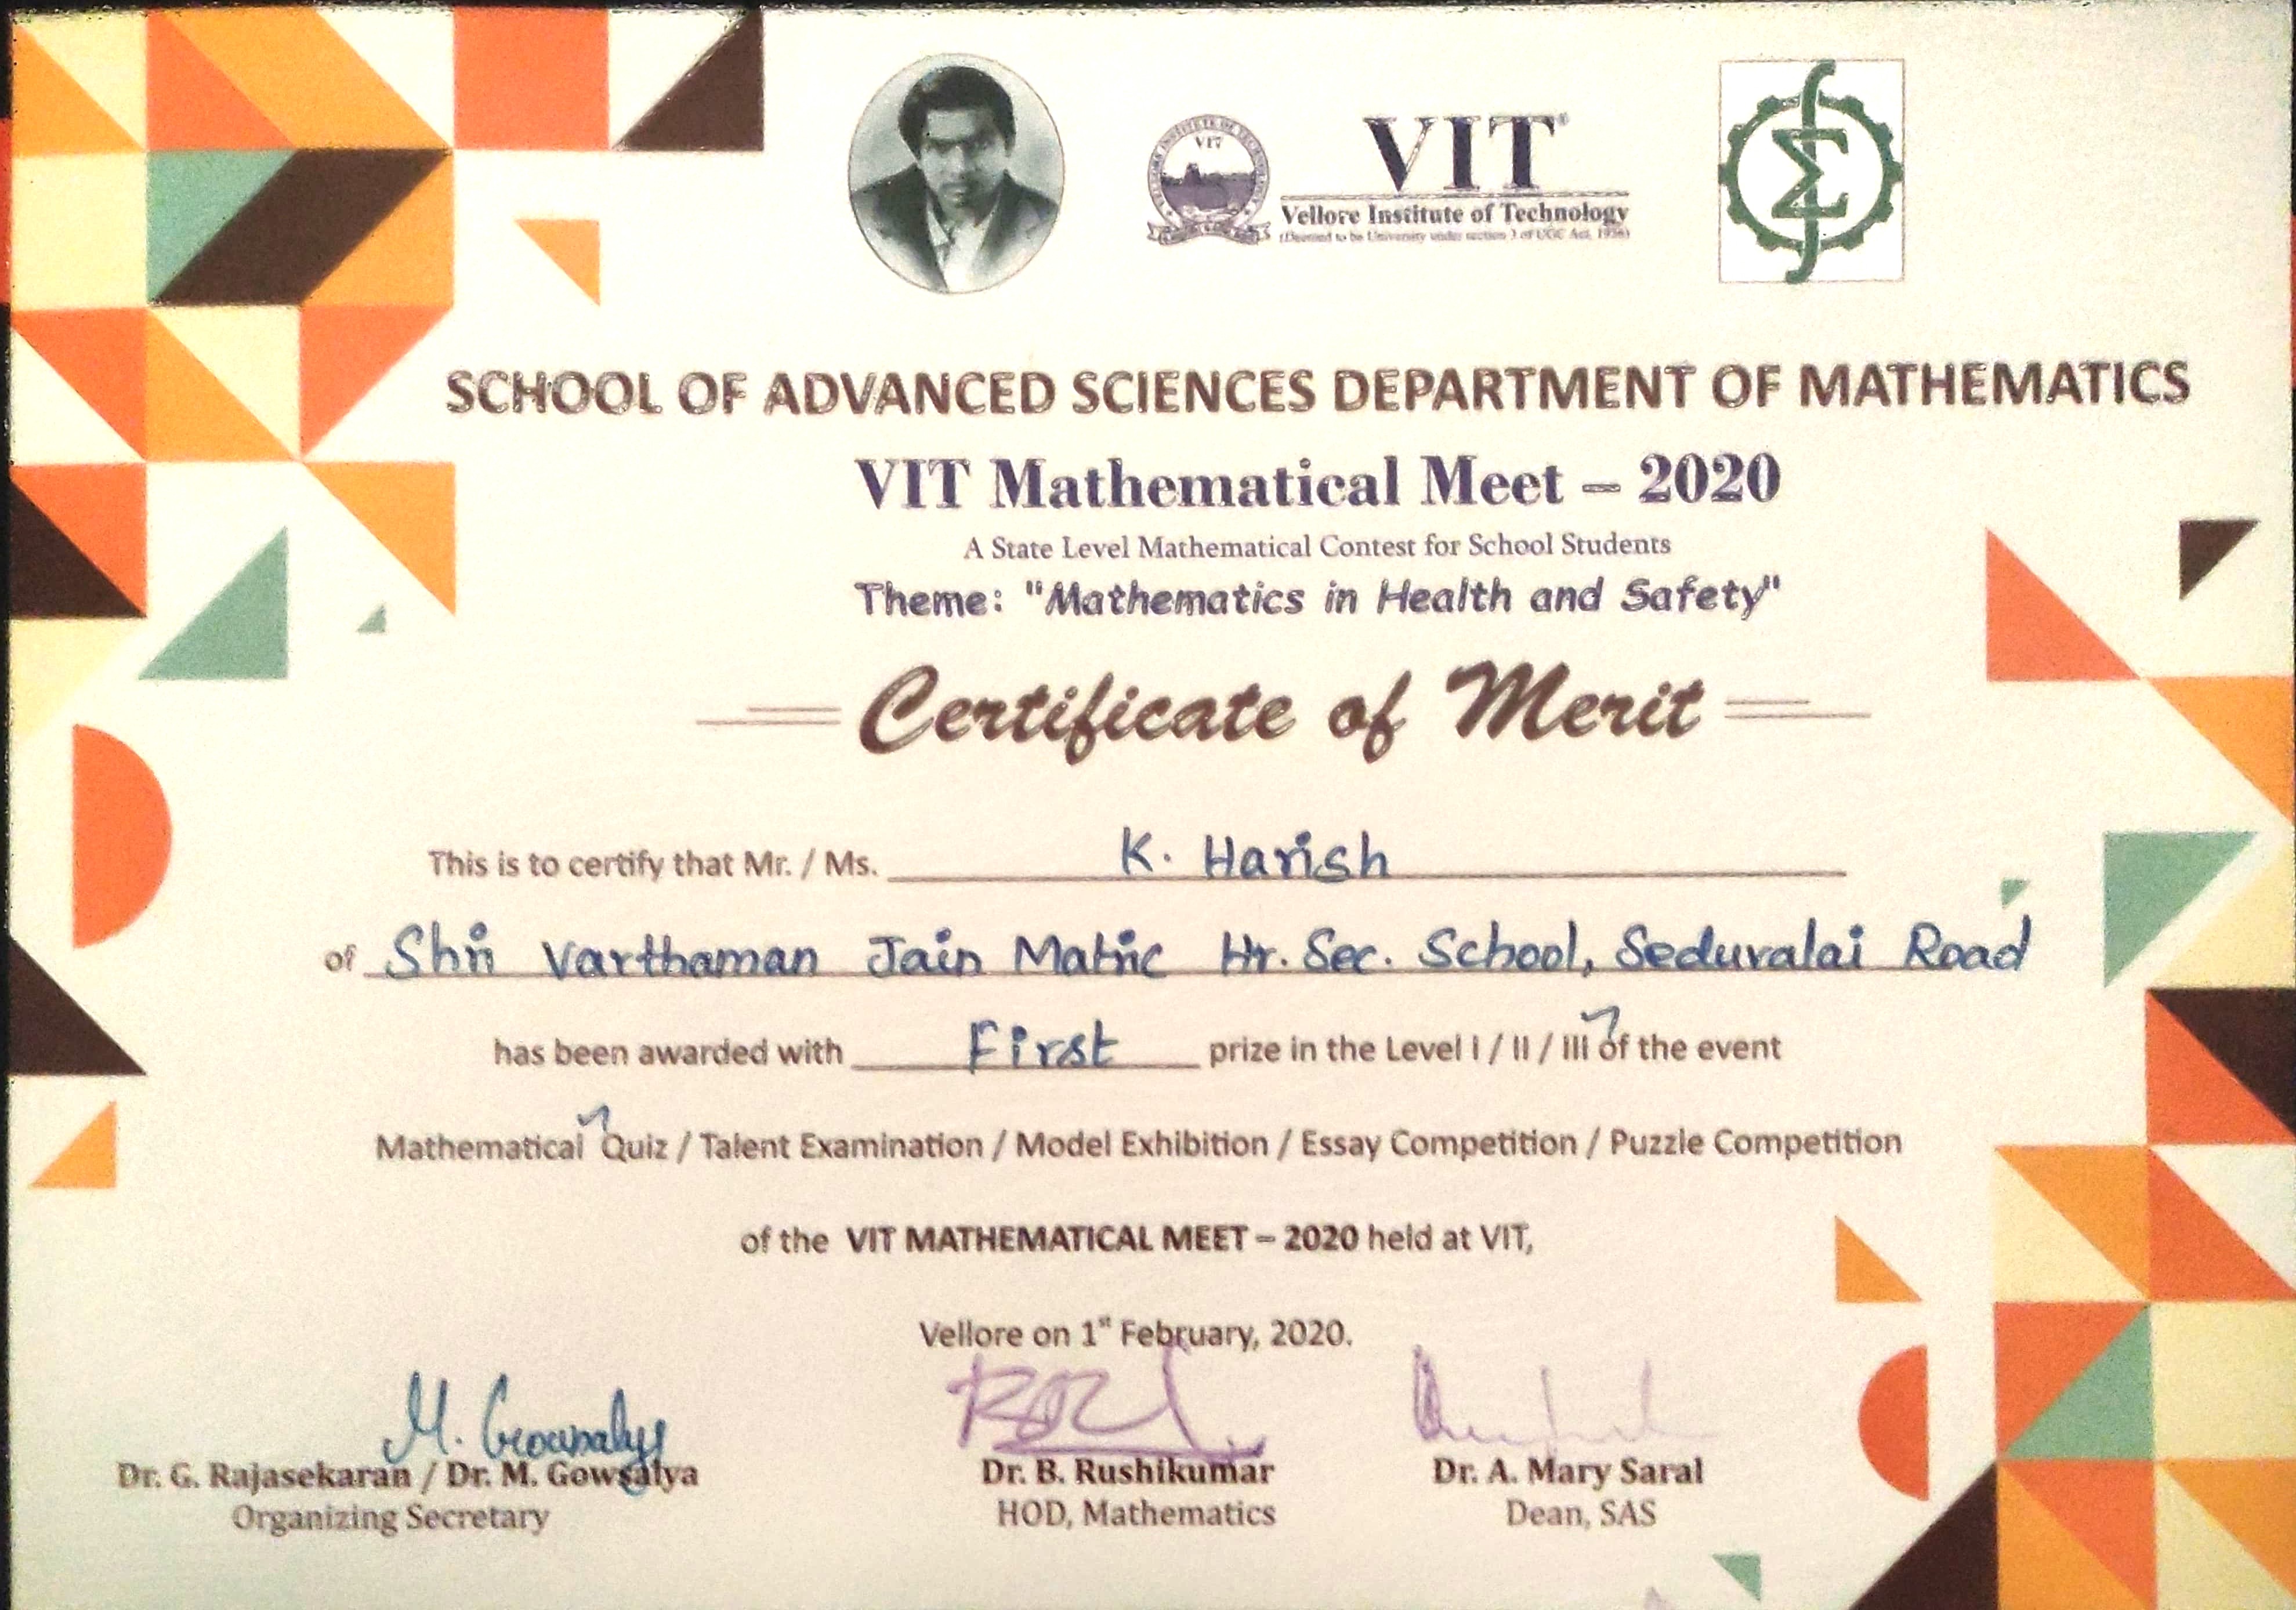 VELLORE INSTITUTE OF TECHNOLOGY
VIT
VIT®
Vellore Institute of Technology
(Deemed to be University under section 3 of UGC Act, 1956)
SCHOOL OF ADVANCED SCIENCES DEPARTMENT OF MATHEMATICS
VIT Mathematical Meet – 2020
A State Level Mathematical Contest for School Students
Theme: "Mathematics in Health and Safety"
Certificate of Merit
This is to certify that Mr. / Ms. K. Harish
of Shri Varthaman Jain Matric Hr. Sec. School, Seduvalai Road
has been awarded with First prize in the Level I / II / III of the event
Mathematical Quiz / Talent Examination / Model Exhibition / Essay Competition / Puzzle Competition
of the VIT MATHEMATICAL MEET – 2020 held at VIT,
Vellore on 1st February, 2020.
M. Gowsalya
Dr. G. Rajasekaran / Dr. M. Gowsalya Dr. B. Rushikumar Dr. A. Mary Saral
Organizing Secretary HOD, Mathematics Dean, SAS